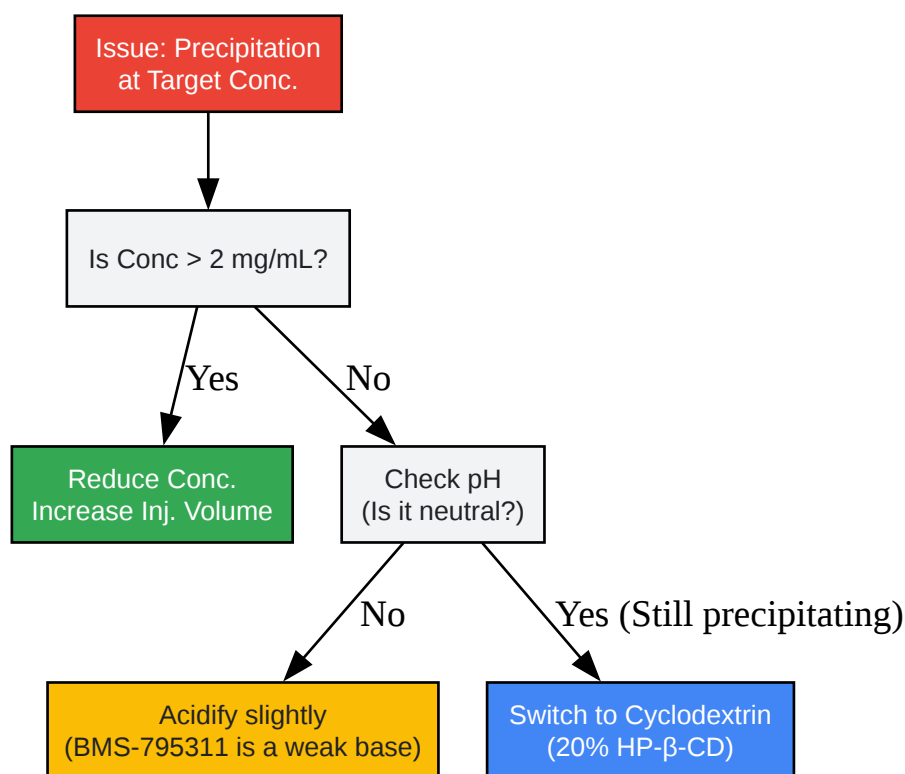 Issue: Precipitation
at Target Conc.
Is Conc > 2 mg/mL?
Yes
No
Reduce Conc.
Increase Inj. Volume
Check pH
(Is it neutral?)
No
Yes (Still precipitating)
Acidify slightly
(BMS-795311 is a weak base)
Switch to Cyclodextrin
(20% HP-β-CD)